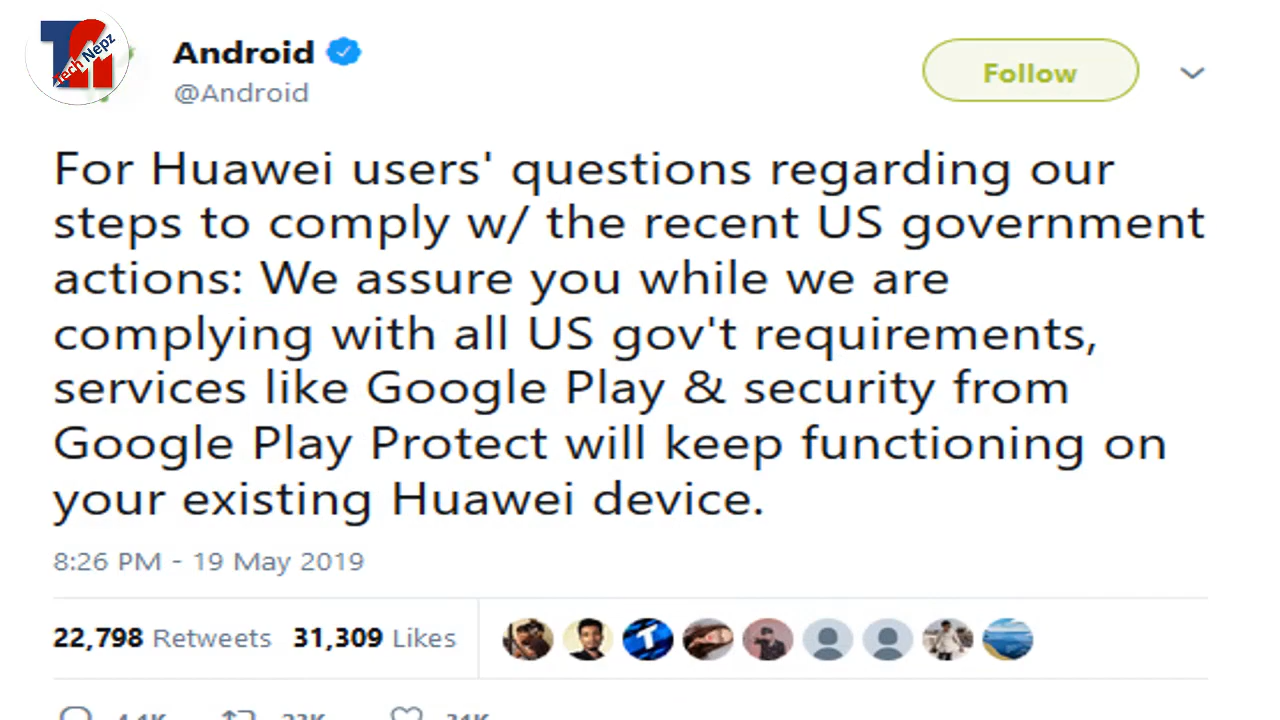 Tech Nepz
Android
@Android
Follow
For Huawei users' questions regarding our
steps to comply w/ the recent US government
actions: We assure you while we are
complying with all US gov't requirements,
services like Google Play & security from
Google Play Protect will keep functioning on
your existing Huawei device.
8:26 PM - 19 May 2019
22,798 Retweets 31,309 Likes